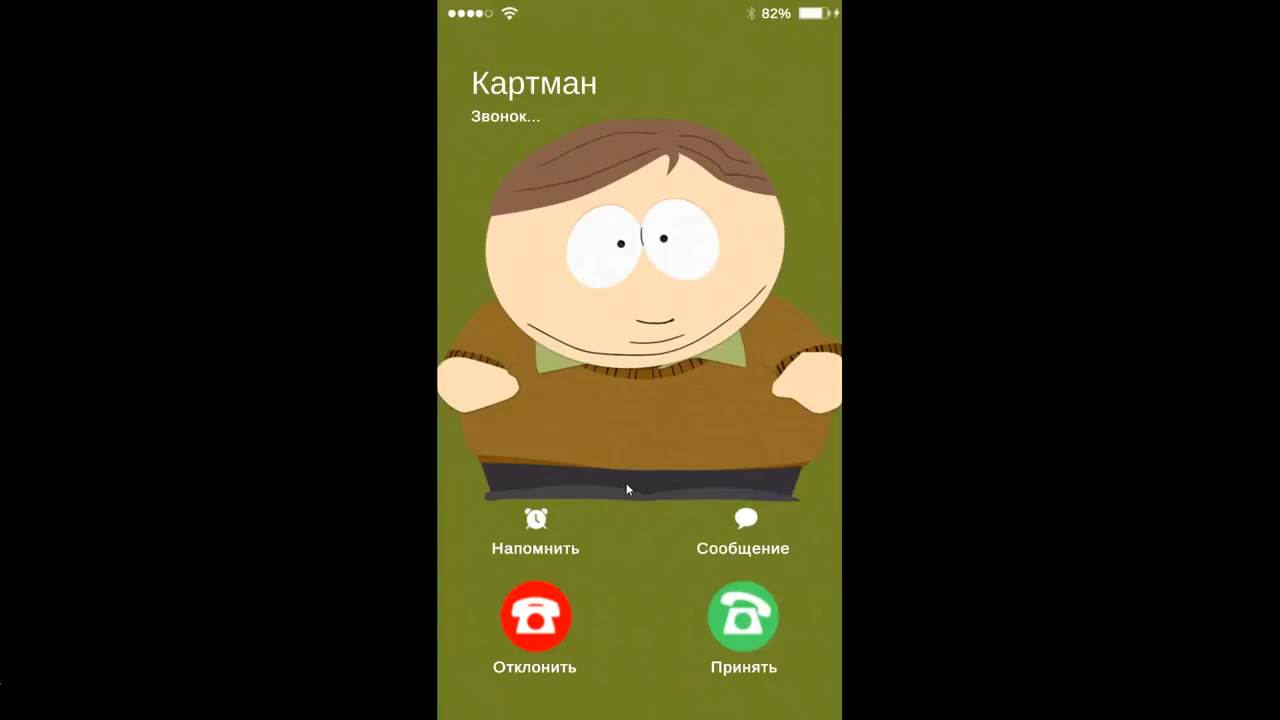 82%
Картман
Звонок...
Напомнить Сообщение
Отклонить Принять